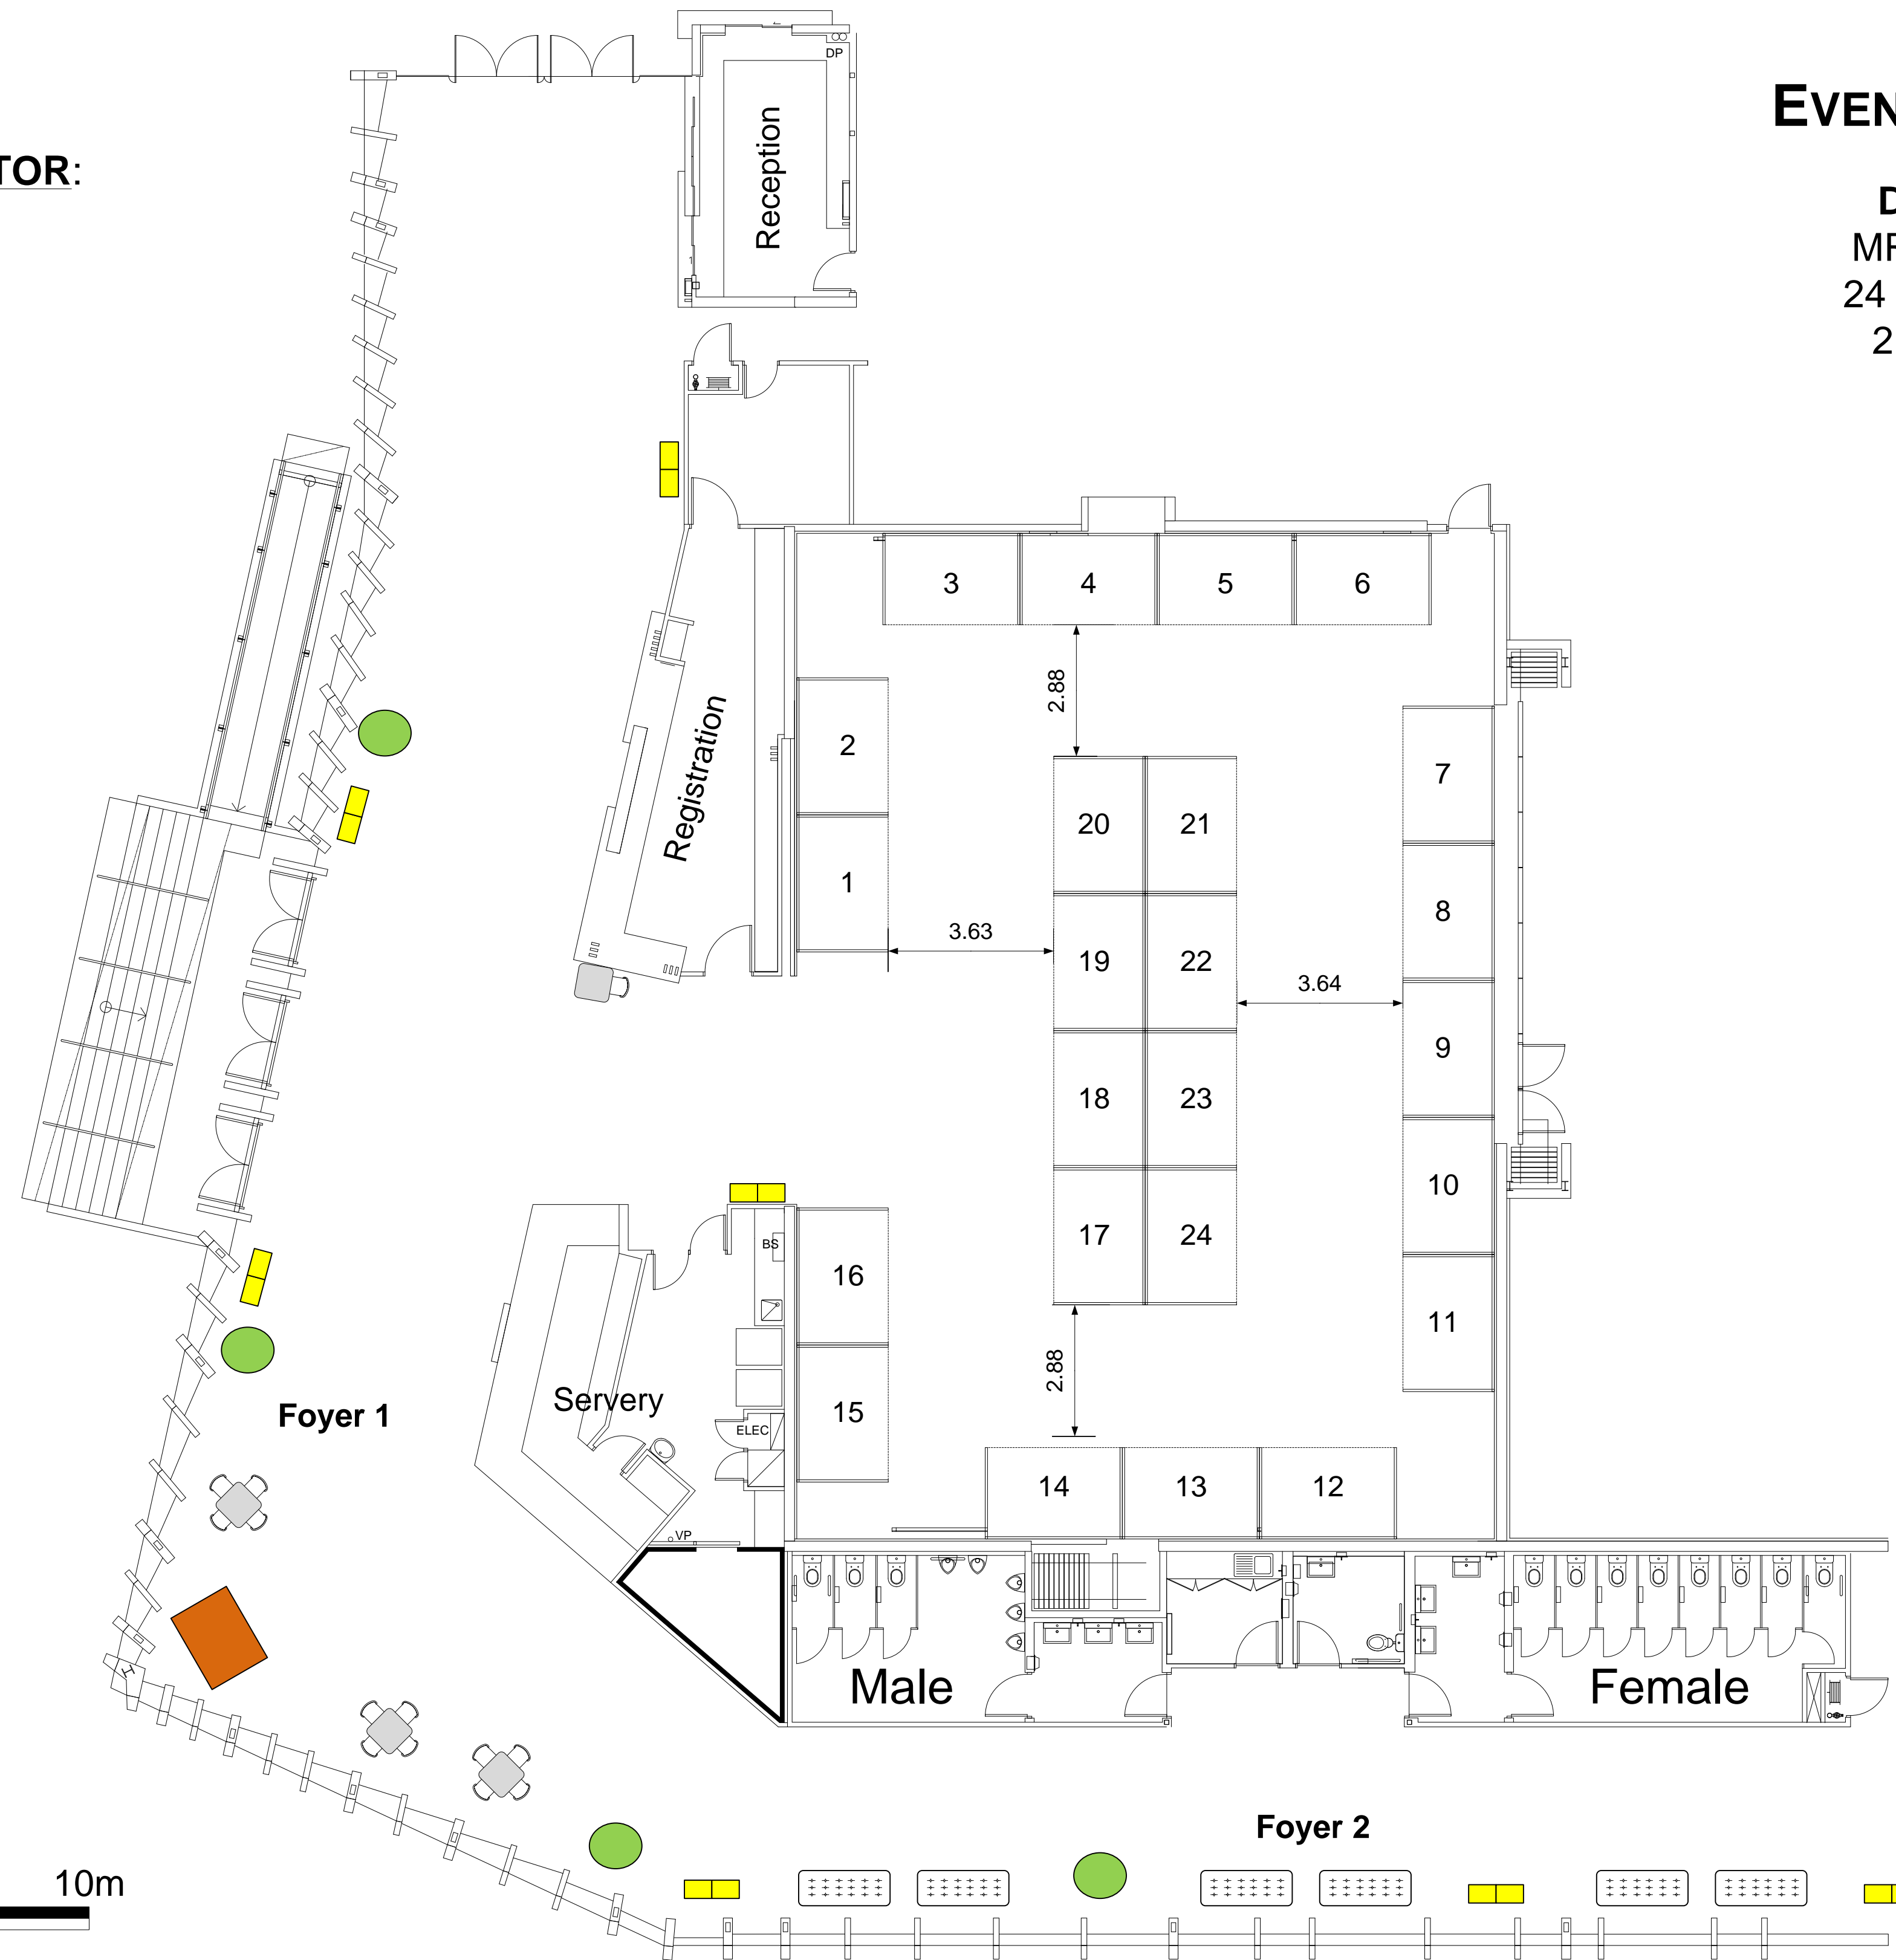 DP
EVEN
TOR:
Reception
D
MF
24
2
3
4
5
6
2.88
Registration
2
7
20
21
1
8
3.63
19
22
3.64
9
18
23
10
17
24
BS
16
11
2.88
Servery
15
Foyer 1
ELEC
14
13
12
VP
Male
Female
Foyer 2
10m